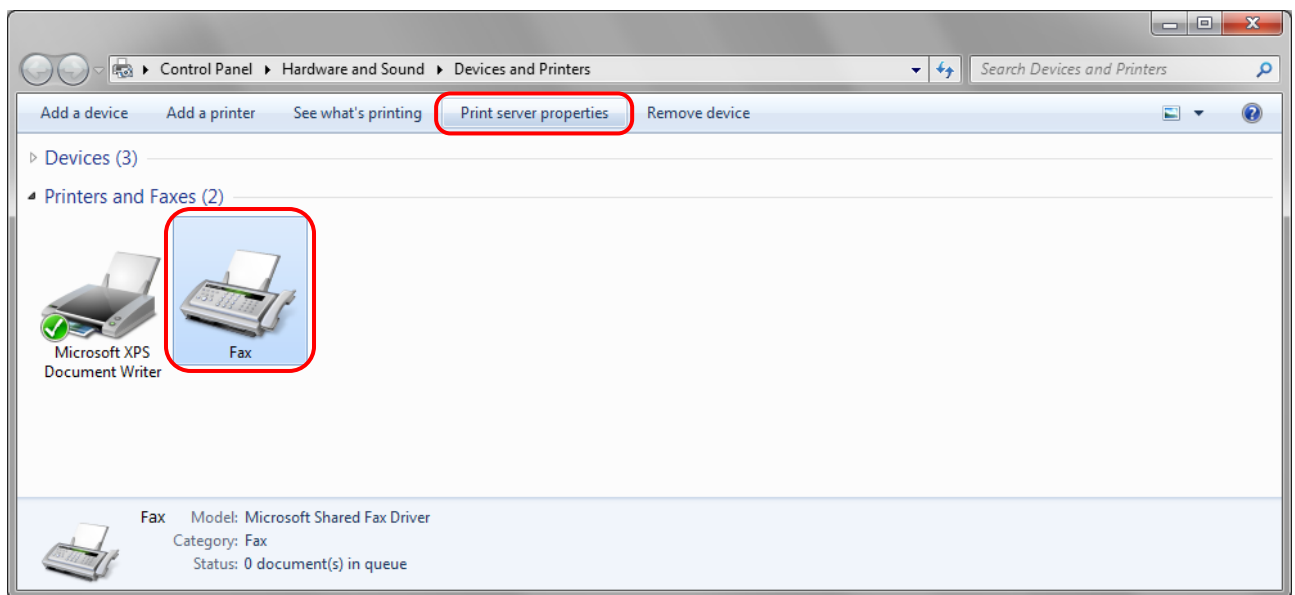 Control Panel Hardware and Sound Devices and Printers Search Devices and Printers
Add a device Add a printer See what's printing Print server properties Remove device
Devices (3)
Printers and Faxes (2)
Microsoft XPS
Document Writer
Fax
Fax Model: Microsoft Shared Fax Driver
Category: Fax
Status: 0 document(s) in queue